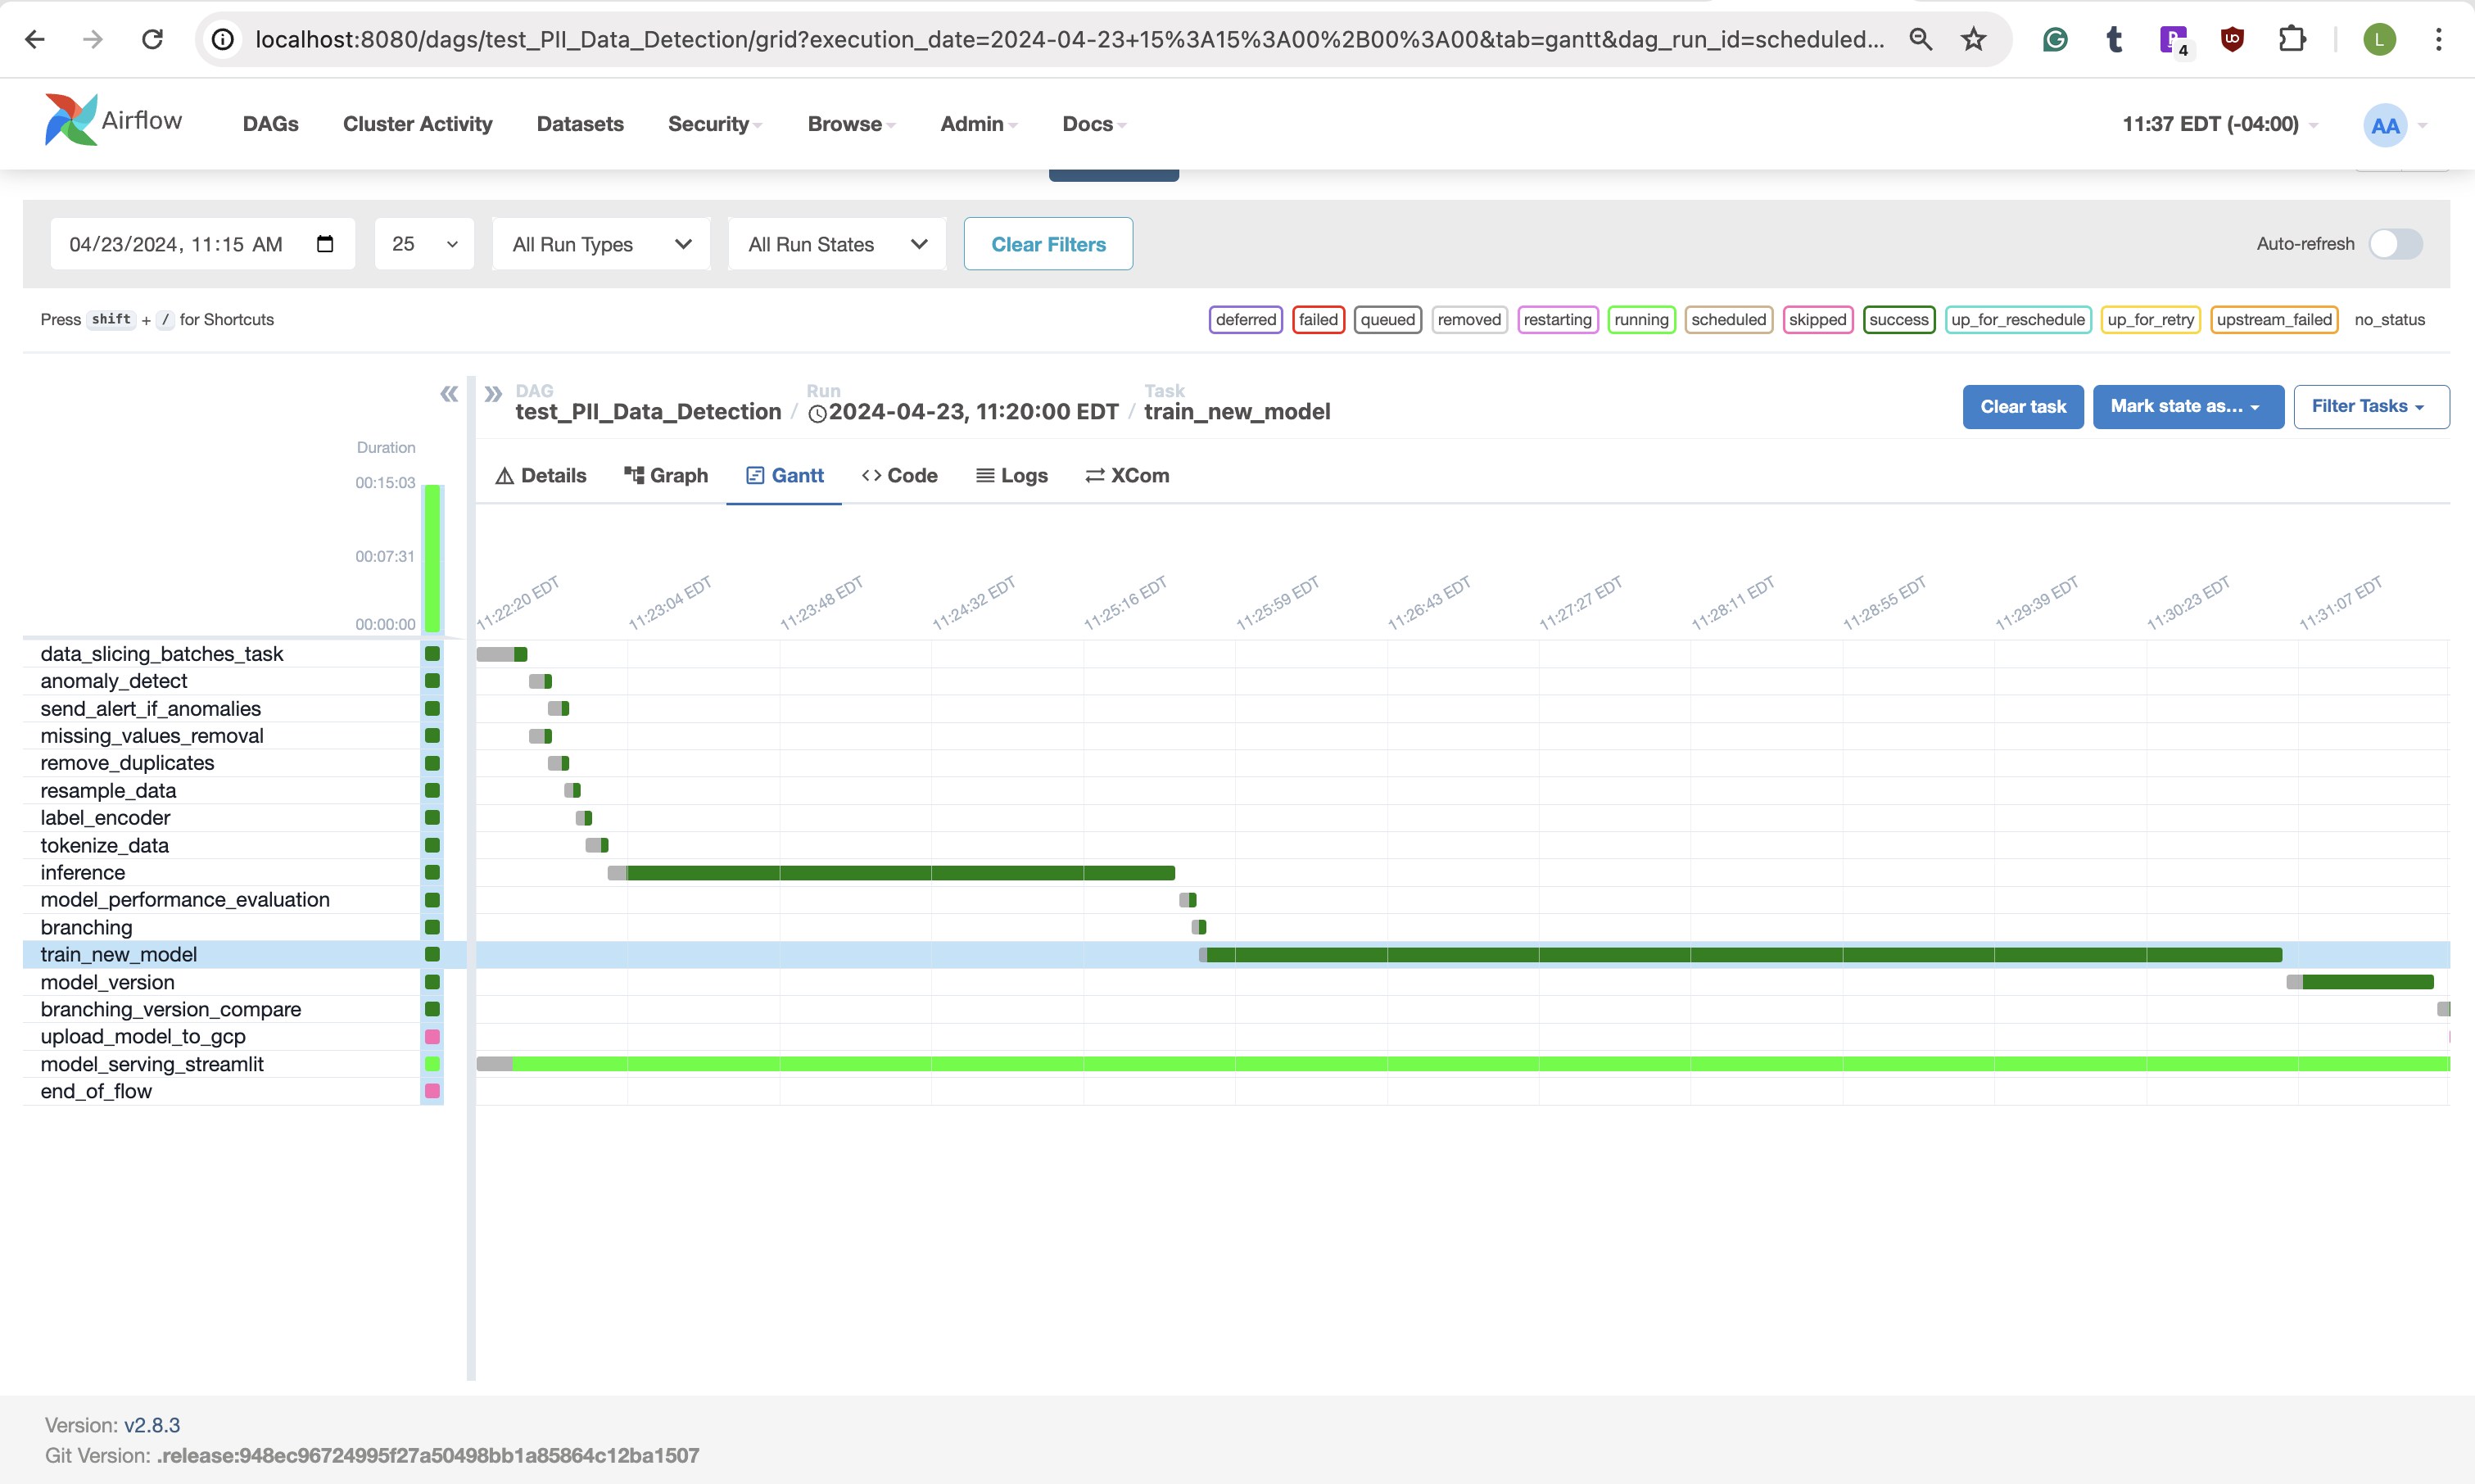 localhost:8080/dags/test_PII_Data_Detection/grid?execution_date=2024-04-23+15%3A15%3A00%2B00%3A00&tab=gantt&dag_run_id=scheduled...
4
L
Airflow DAGs Cluster Activity Datasets Security Browse Admin Docs 11:37 EDT (-04:00) AA
04/23/2024, 11:15 AM 25 All Run Types All Run States Clear Filters Auto-refresh
Press shift + / for Shortcuts deferred failed queued removed restarting running scheduled skipped success up_for_reschedule up_for_retry upstream_failed no_status
DAG Run Task
test_PII_Data_Detection / 2024-04-23, 11:20:00 EDT / train_new_model Clear task Mark state as... Filter Tasks
Details Graph Gantt Code Logs XCom
Duration
00:15:03
00:07:31
00:00:00
11:22:20 EDT 11:23:04 EDT 11:23:48 EDT 11:24:32 EDT 11:25:16 EDT 11:25:59 EDT 11:26:43 EDT 11:27:27 EDT 11:28:11 EDT 11:28:55 EDT 11:29:39 EDT 11:30:23 EDT 11:31:07 EDT
data_slicing_batches_task
anomaly_detect
send_alert_if_anomalies
missing_values_removal
remove_duplicates
resample_data
label_encoder
tokenize_data
inference
model_performance_evaluation
branching
train_new_model
model_version
branching_version_compare
upload_model_to_gcp
model_serving_streamlit
end_of_flow
Version: v2.8.3
Git Version: .release:948ec96724995f27a50498bb1a85864c12ba1507